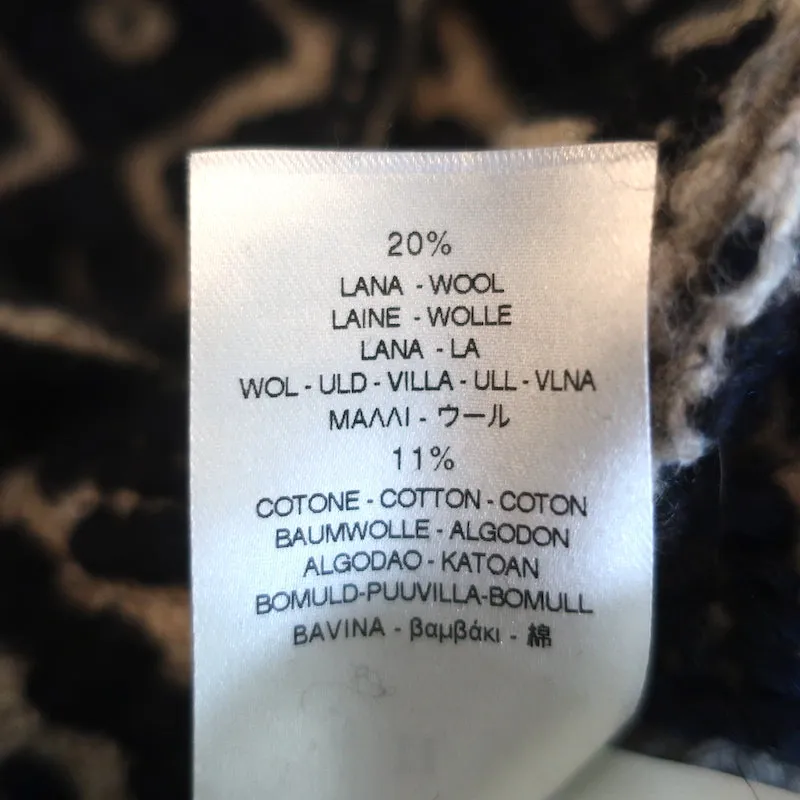 20%
LANA - WOOL
LAINE - WOLLE
LANA - LA
WOL - ULD - VILLA - ULL - VLNA
ΜΑΛΛΙ - ウール
11%
COTONE - COTTON - COTON
BAUMWOLLE - ALGODON
ALGODAO - KATOAN
BOMULD-PUUVILLA-BOMULL
BAVINA - βαμβάκι - 綿